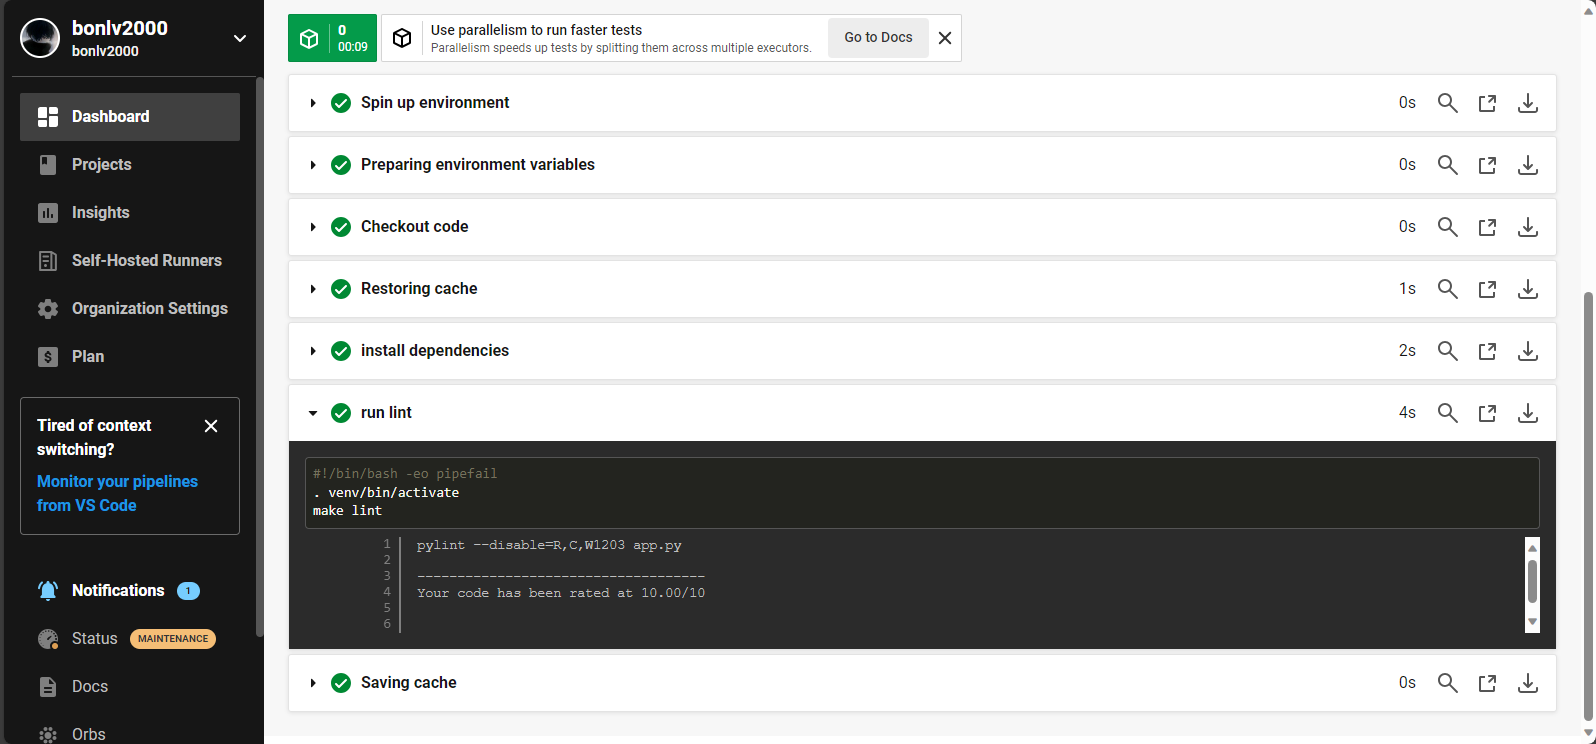 bonlv2000
bonlv2000
Dashboard
Projects
Insights
Self-Hosted Runners
Organization Settings
Plan
Tired of context
switching?
Monitor your pipelines
from VS Code
Notifications 1
Status MAINTENANCE
Docs
Orbs
0
00:09
Use parallelism to run faster tests
Parallelism speeds up tests by splitting them across multiple executors.
Go to Docs
Spin up environment 0s
Preparing environment variables 0s
Checkout code 0s
Restoring cache 1s
install dependencies 2s
run lint 4s
#!/bin/bash -eo pipefail
. venv/bin/activate
make lint
1 pylint --disable=R,C,W1203 app.py
2
3 ------------------------------------
4 Your code has been rated at 10.00/10
5
6
Saving cache 0s